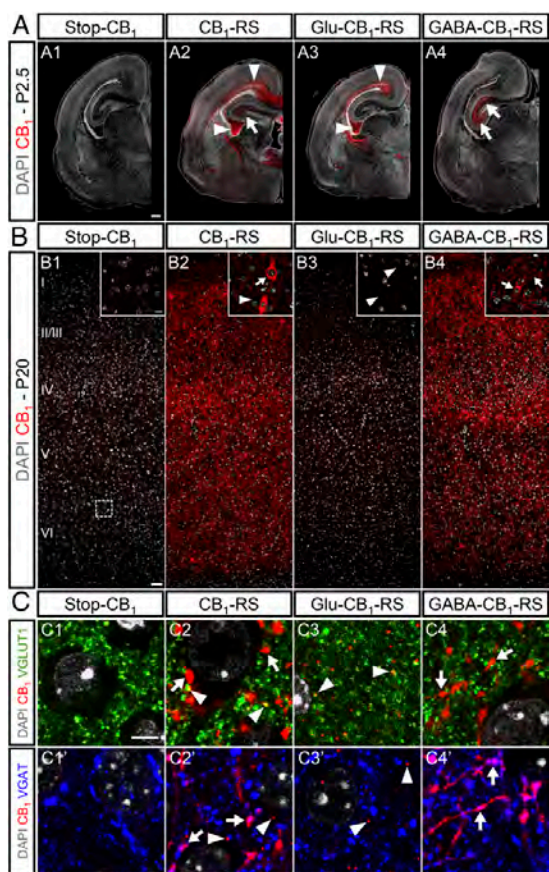 A
Stop-CB₁ CB₁-RS Glu-CB₁-RS GABA-CB₁-RS
DAPI CB₁ - P2.5
A1 A2 A3 A4
B
Stop-CB₁ CB₁-RS Glu-CB₁-RS GABA-CB₁-RS
DAPI CB₁ - P20
B1 B2 B3 B4
I
II/III
IV
V
VI
C
Stop-CB₁ CB₁-RS Glu-CB₁-RS GABA-CB₁-RS
DAPI CB₁ VGLUT1
C1 C2 C3 C4
DAPI CB₁ VGAT
C1' C2' C3' C4'